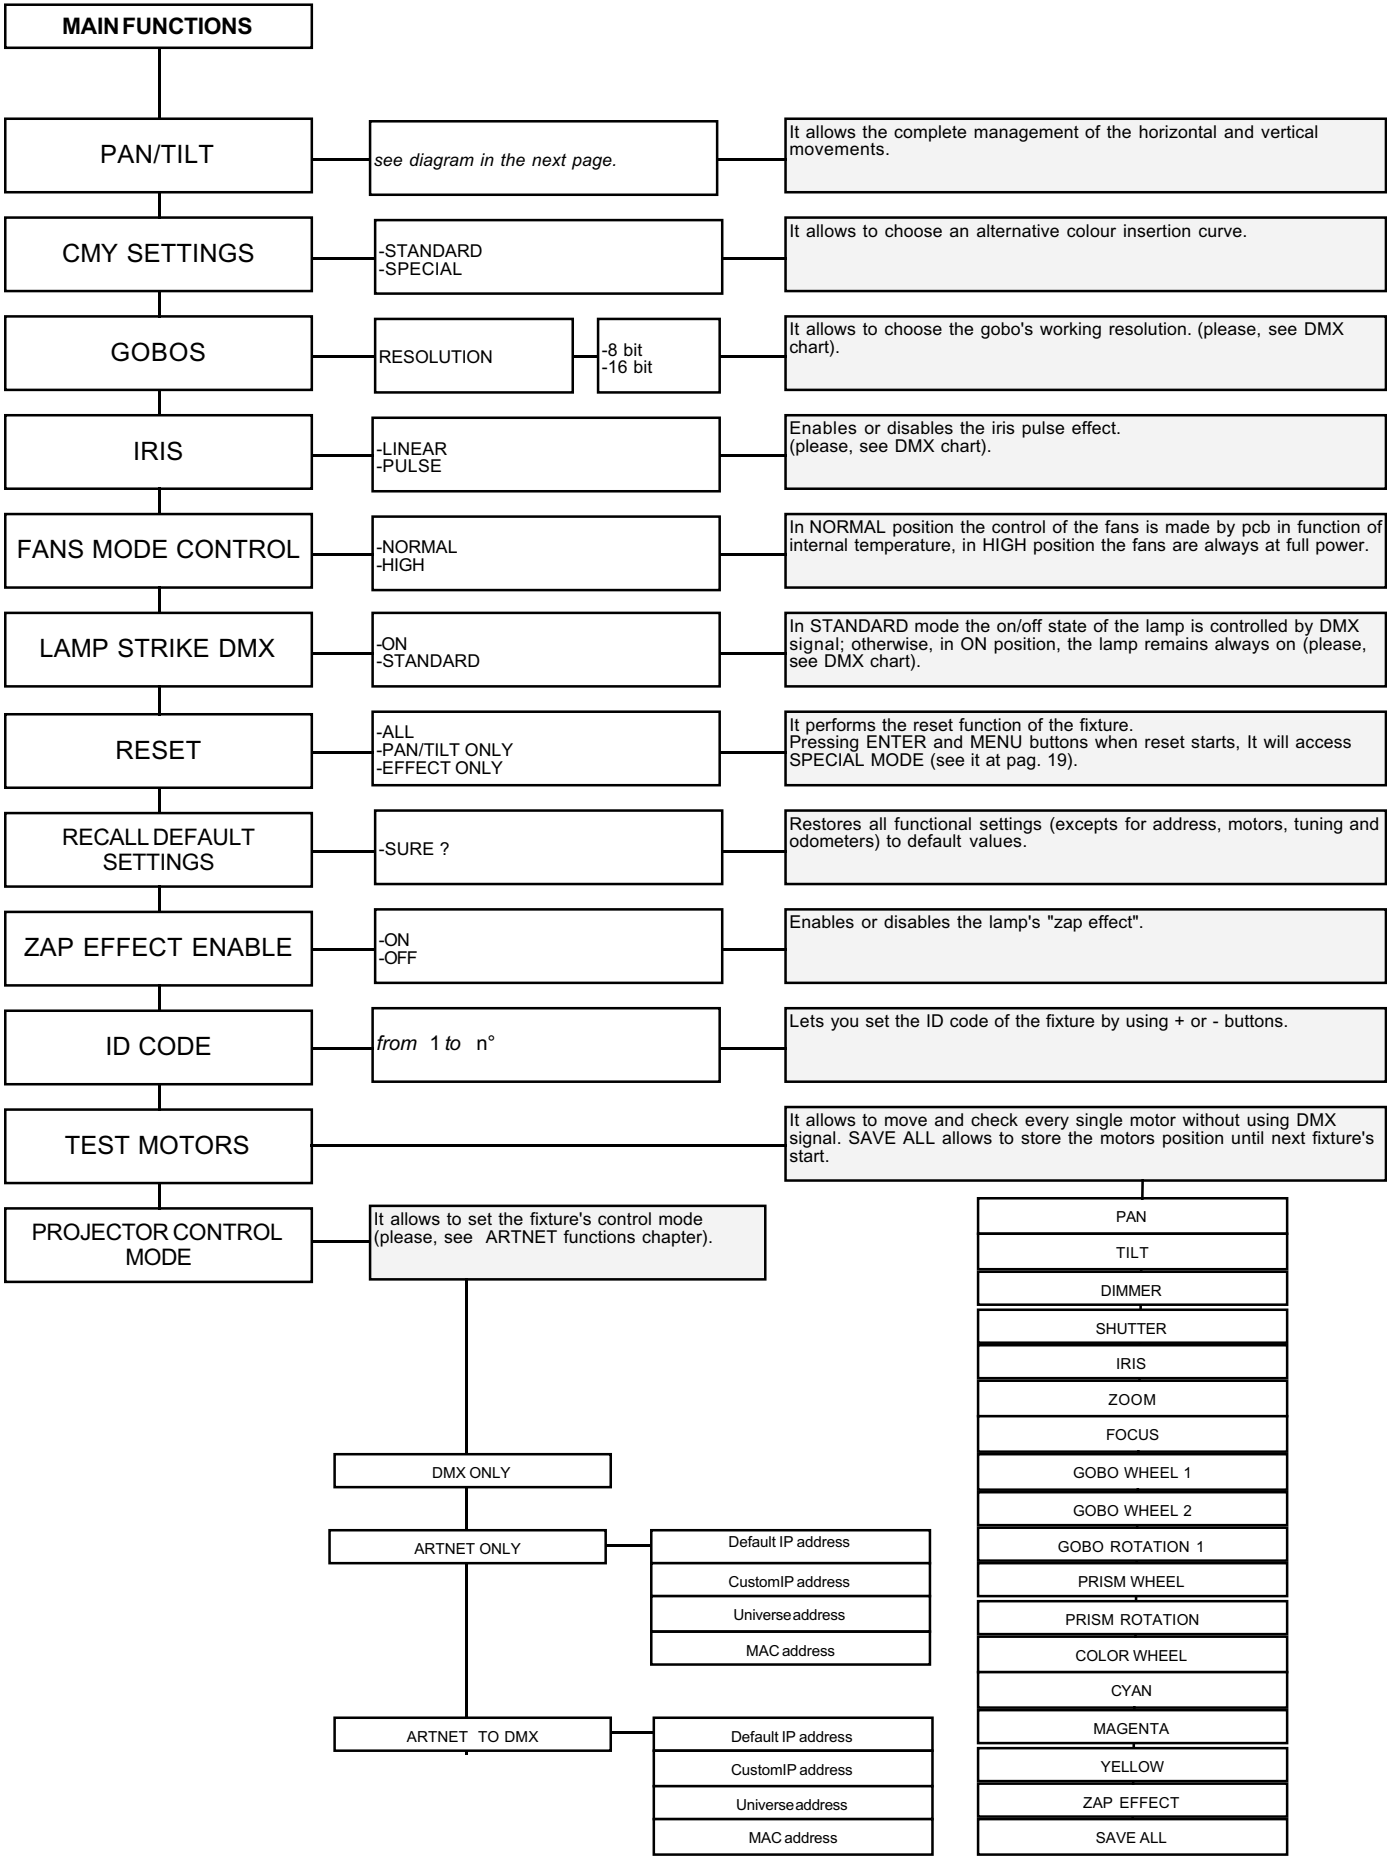 MAIN FUNCTIONS
PAN/TILT
see diagram in the next page.
It allows the complete management of the horizontal and vertical
movements.
CMY SETTINGS
-STANDARD
-SPECIAL
It allows to choose an alternative colour insertion curve.
GOBOS
RESOLUTION
-8 bit
-16 bit
It allows to choose the gobo's working resolution. (please, see DMX
chart).
IRIS
-LINEAR
-PULSE
Enables or disables the iris pulse effect.
(please, see DMX chart).
FANS MODE CONTROL
-NORMAL
-HIGH
In NORMAL position the control of the fans is made by pcb in function of
internal temperature, in HIGH position the fans are always at full power.
LAMP STRIKE DMX
-ON
-STANDARD
In STANDARD mode the on/off state of the lamp is controlled by DMX
signal; otherwise, in ON position, the lamp remains always on (please,
see DMX chart).
RESET
-ALL
-PAN/TILT ONLY
-EFFECT ONLY
It performs the reset function of the fixture.
Pressing ENTER and MENU buttons when reset starts, It will access
SPECIAL MODE (see it at pag. 19).
RECALL DEFAULT
SETTINGS
-SURE ?
Restores all functional settings (excepts for address, motors, tuning and
odometers) to default values.
ZAP EFFECT ENABLE
-ON
-OFF
Enables or disables the lamp's "zap effect".
ID CODE
from 1 to n°
Lets you set the ID code of the fixture by using + or - buttons.
TEST MOTORS
It allows to move and check every single motor without using DMX
signal. SAVE ALL allows to store the motors position until next fixture's
start.
PROJECTOR CONTROL
MODE
It allows to set the fixture's control mode
(please, see ARTNET functions chapter).
DMX ONLY
ARTNET ONLY
Default IP address
CustomIP address
Universe address
MAC address
ARTNET TO DMX
Default IP address
CustomIP address
Universe address
MAC address
PAN
TILT
DIMMER
SHUTTER
IRIS
ZOOM
FOCUS
GOBO WHEEL 1
GOBO WHEEL 2
GOBO ROTATION 1
PRISM WHEEL
PRISM ROTATION
COLOR WHEEL
CYAN
MAGENTA
YELLOW
ZAP EFFECT
SAVE ALL